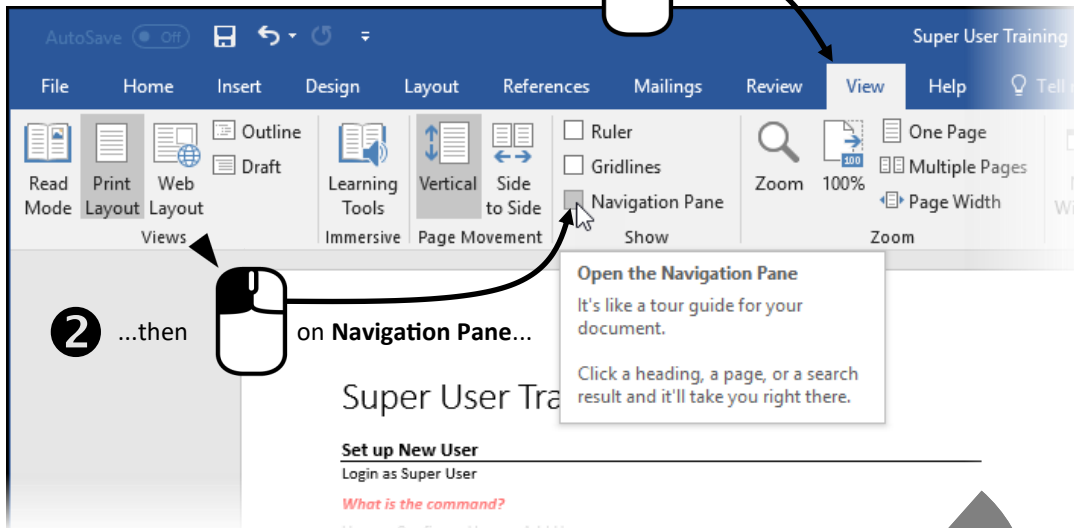 AutoSave Off
Super User Training
File Home Insert Design Layout References Mailings Review View Help Tell
Read Mode
Print Layout
Web Layout
Outline
Draft
Views
Learning Tools
Immersive
Vertical
Side to Side
Page Movement
Ruler
Gridlines
Navigation Pane
Show
Zoom
100
100%
One Page
Multiple Pages
Page Width
Zoom
Open the Navigation Pane
It's like a tour guide for your
document.
Click a heading, a page, or a search
result and it'll take you right there.
2 ...then on Navigation Pane...
Super User Tra
Set up New User
Login as Super User
What is the command?